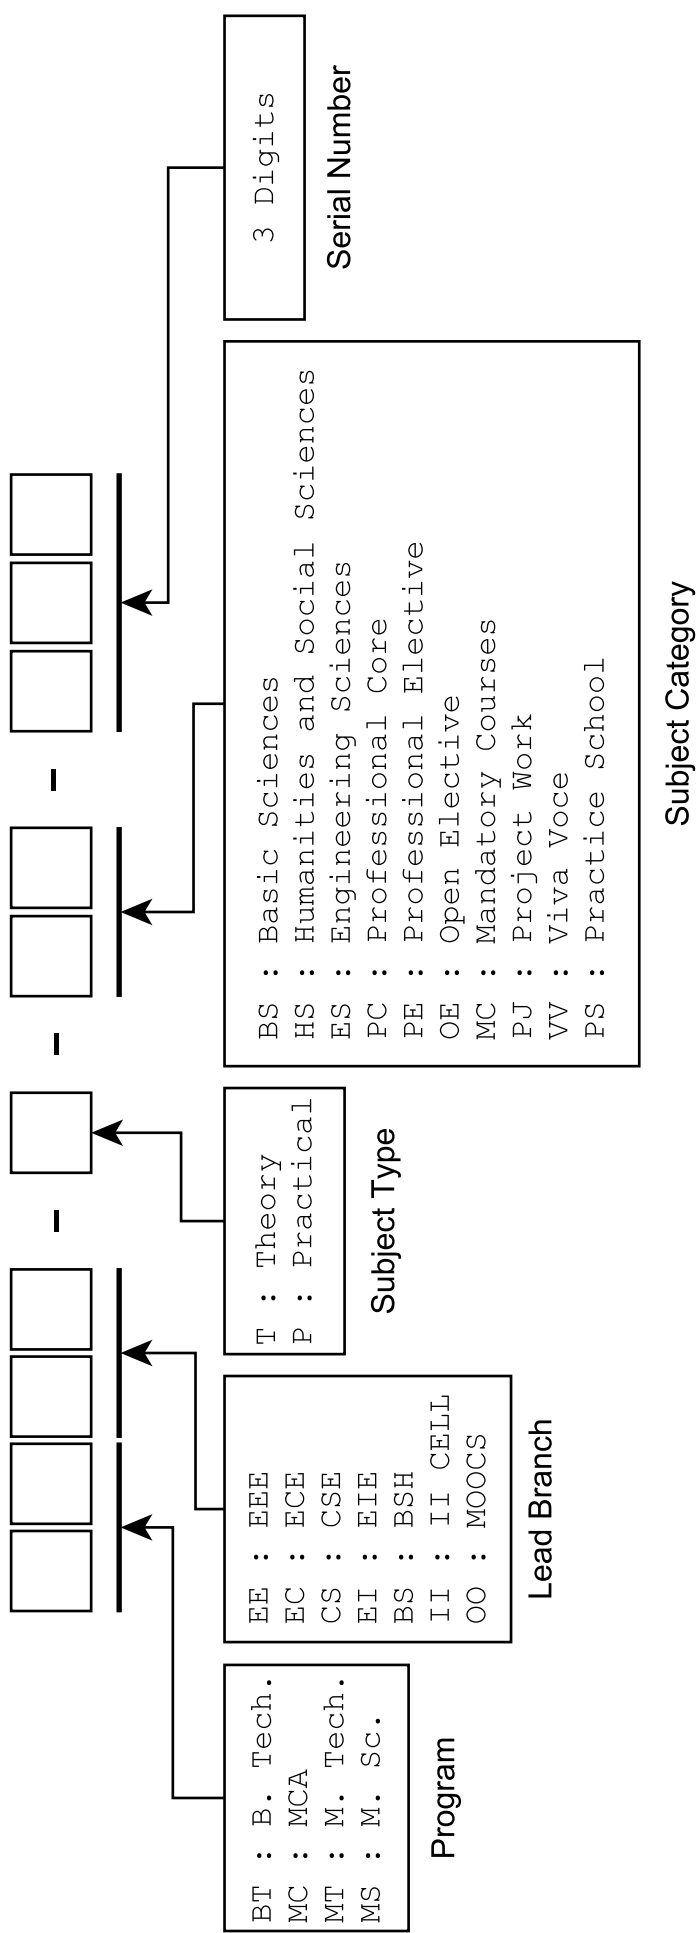 BT : B. Tech.
MC : MCA
MT : M. Tech.
MS : M. Sc.
Program
EE : EEE
EC : ECE
CS : CSE
EI : EIE
BS : BSH
II : II CELL
OO : MOOCS
Lead Branch
T : Theory
P : Practical
Subject Type
BS : Basic Sciences
HS : Humanities and Social Sciences
ES : Engineering Sciences
PC : Professional Core
PE : Professional Elective
OE : Open Elective
MC : Mandatory Courses
PJ : Project Work
VV : Viva Voce
PS : Practice School
Subject Category
3 Digits
Serial Number